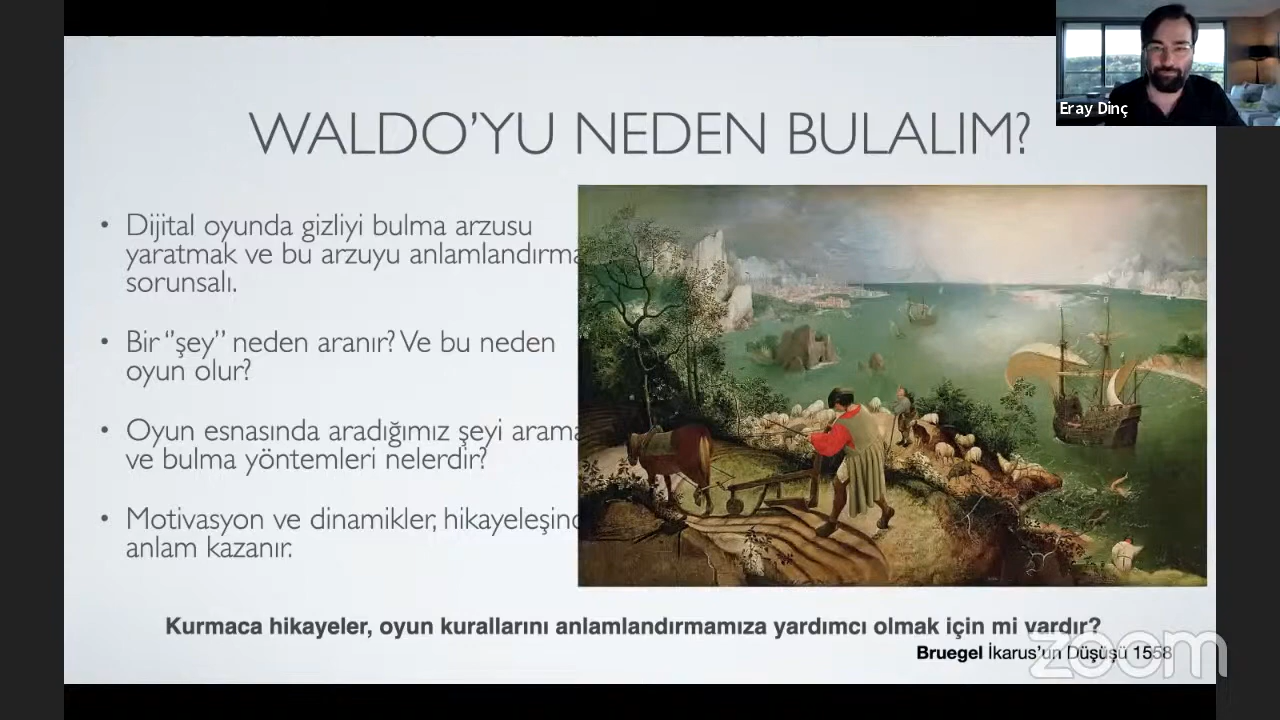 Eray Dinç
WALDO'YU NEDEN BULALIM?
• Dijital oyunda gizliyi bulma arzusu
yaratmak ve bu arzuyu anlamlandırma
sorunsalı.
• Bir “şey” neden aranır? Ve bu neden
oyun olur?
• Oyun esnasında aradığımız şeyi arama
ve bulma yöntemleri nelerdir?
• Motivasyon ve dinamikler, hikayeleşinc
anlam kazanır.
Kurmaca hikayeler, oyun kurallarını anlamlandırmamıza yardımcı olmak için mi vardır?
Bruegel İkarus'un Düşüşü 1558
zoom